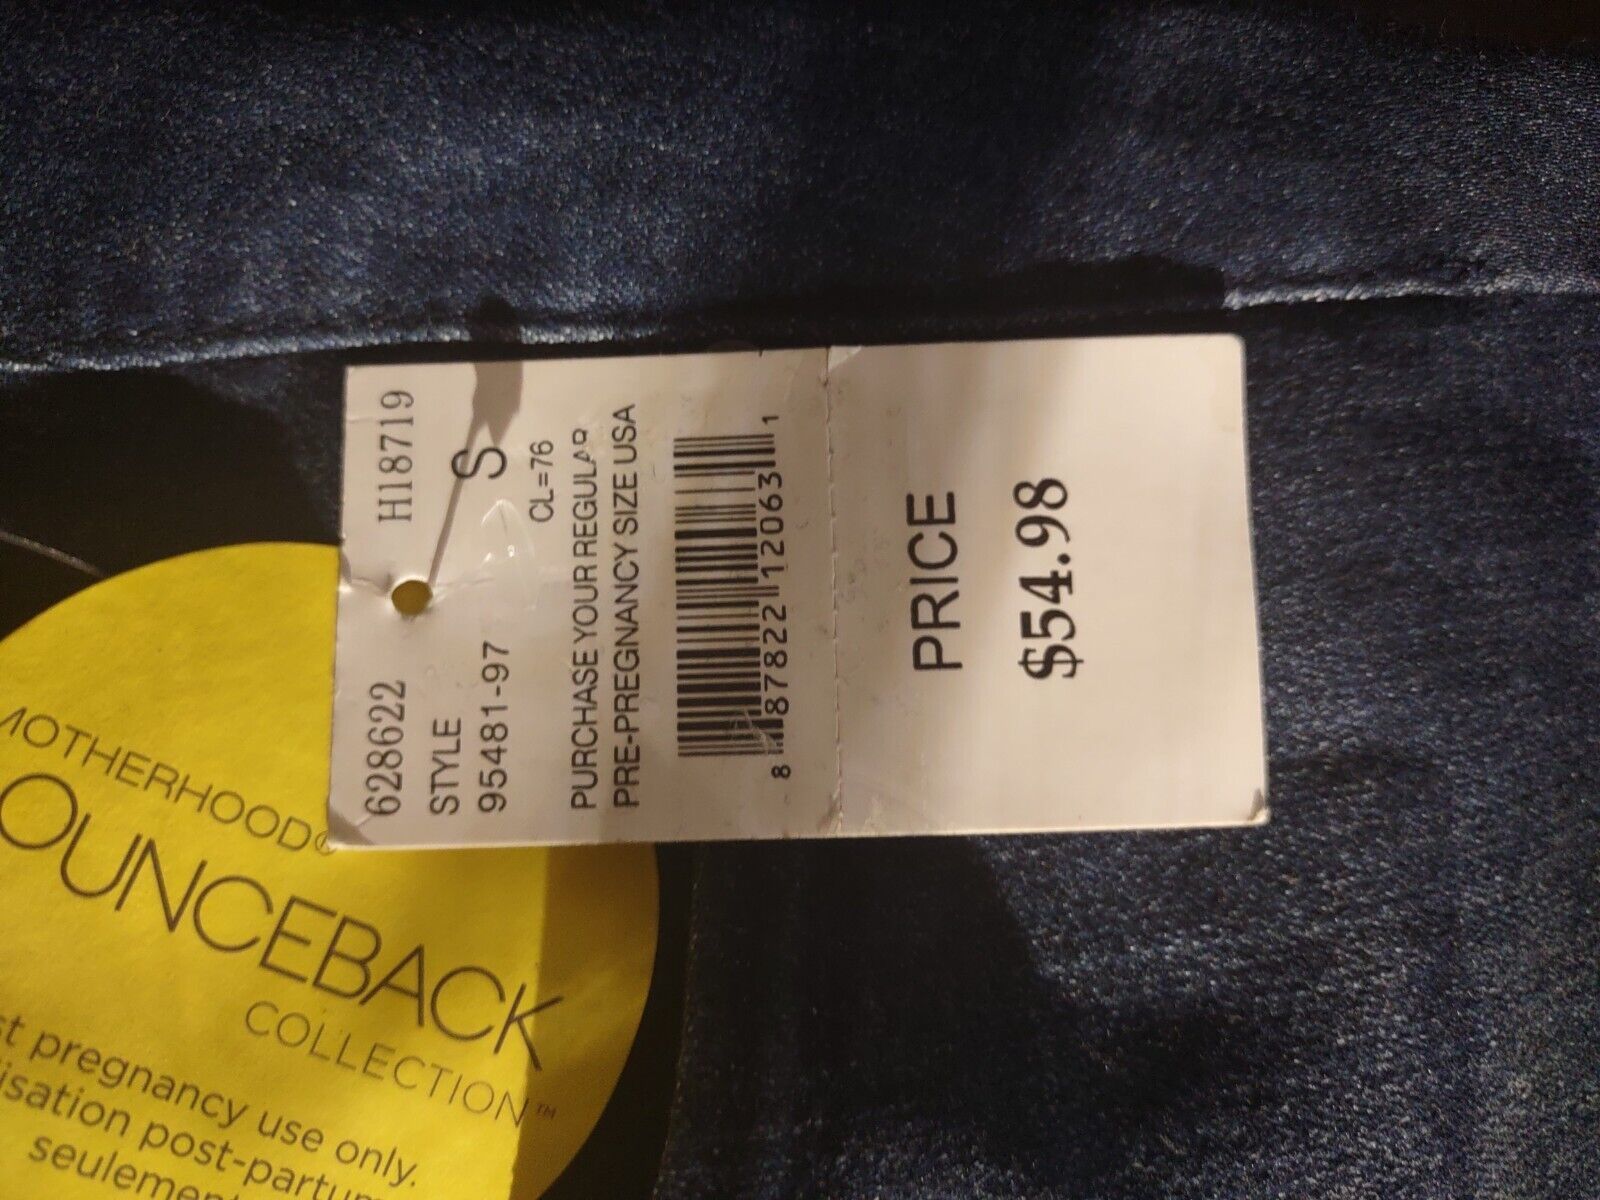 628622 H18719
STYLE
95481-97 S
CL=76
PURCHASE YOUR REGULAR
PRE-PREGNANCY SIZE USA
8 87822 12063 1
PRICE
$54.98
MOTHERHOOD®
OUNCEBACK
COLLECTION™
st pregnancy use only.
isation post-partum
seulement